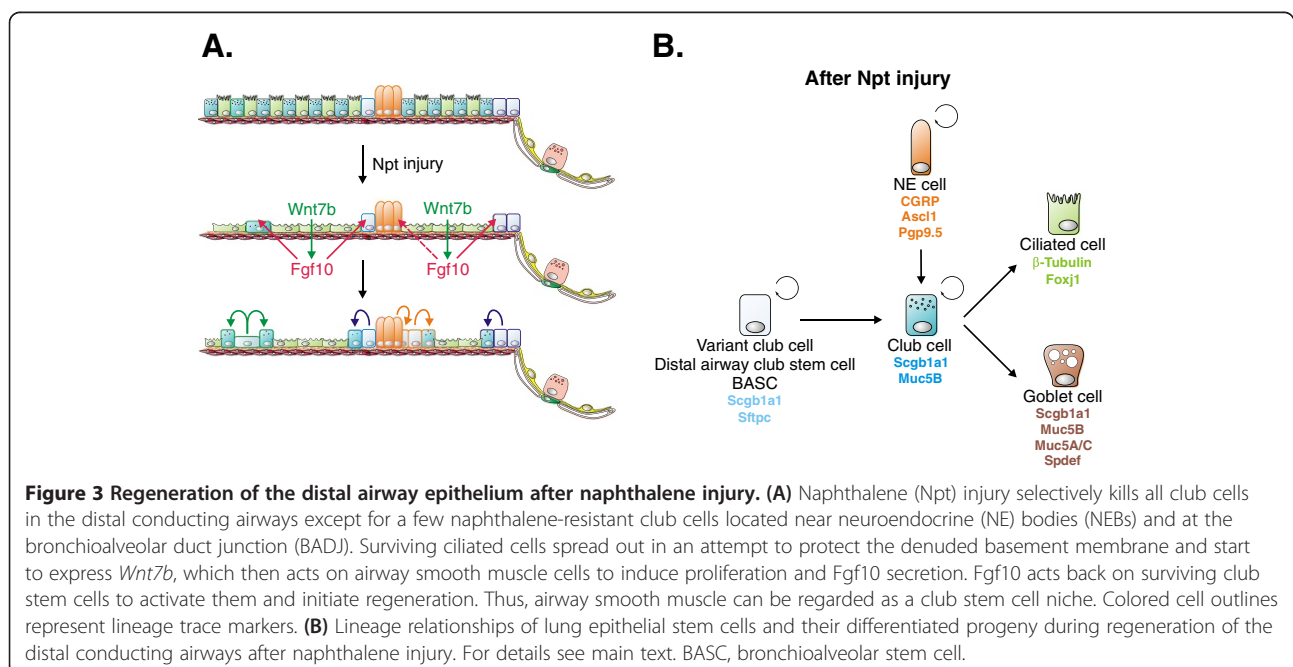 A.
Npt injury
Wnt7b
Wnt7b
Fgf10
Fgf10
B.
After Npt injury
NE cell
CGRP
Ascl1
Pgp9.5
Ciliated cell
β-Tubulin
Foxj1
Variant club cell
Distal airway club stem cell
BASC
Scgb1a1
Sftpc
Club cell
Scgb1a1
Muc5B
Goblet cell
Scgb1a1
Muc5B
Muc5A/C
Spdef
Figure 3 Regeneration of the distal airway epithelium after naphthalene injury. (A) Naphthalene (Npt) injury selectively kills all club cells
in the distal conducting airways except for a few naphthalene-resistant club cells located near neuroendocrine (NE) bodies (NEBs) and at the
bronchioalveolar duct junction (BADJ). Surviving ciliated cells spread out in an attempt to protect the denuded basement membrane and start
to express Wnt7b, which then acts on airway smooth muscle cells to induce proliferation and Fgf10 secretion. Fgf10 acts back on surviving club
stem cells to activate them and initiate regeneration. Thus, airway smooth muscle can be regarded as a club stem cell niche. Colored cell outlines
represent lineage trace markers. (B) Lineage relationships of lung epithelial stem cells and their differentiated progeny during regeneration of the
distal conducting airways after naphthalene injury. For details see main text. BASC, bronchioalveolar stem cell.